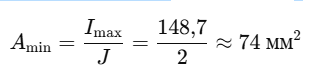 A_min = I_max / J = 148,7 / 2 ≈ 74 мм²